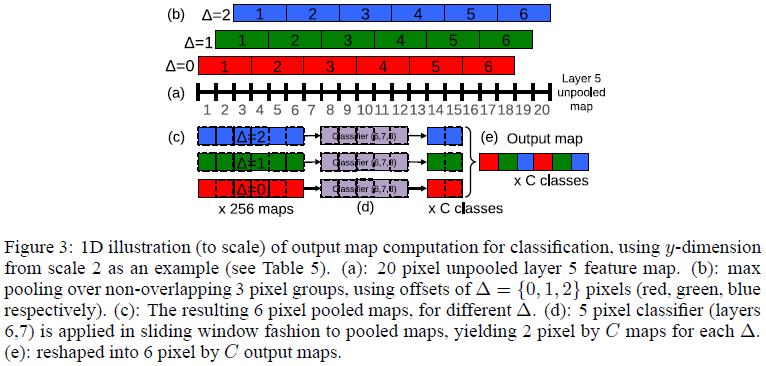 (b) Δ=2 1 2 3 4 5 6
Δ=1 1 2 3 4 5 6
Δ=0 1 2 3 4 5 6
(a) Layer 5 unpooled map
1 2 3 4 5 6 7 8 9 10 11 12 13 14 15 16 17 18 19 20
(c) Δ=2 Classifier (6,7,8) (e) Output map
Δ=1 Classifier (6,7,8)
Δ=0 Classifier (6,7,8) x C classes
x 256 maps (d) x C classes
Figure 3: 1D illustration (to scale) of output map computation for classification, using y-dimension
from scale 2 as an example (see Table 5). (a): 20 pixel unpooled layer 5 feature map. (b): max
pooling over non-overlapping 3 pixel groups, using offsets of Δ = {0, 1, 2} pixels (red, green, blue
respectively). (c): The resulting 6 pixel pooled maps, for different Δ. (d): 5 pixel classifier (layers
6,7) is applied in sliding window fashion to pooled maps, yielding 2 pixel by C maps for each Δ.
(e): reshaped into 6 pixel by C output maps.